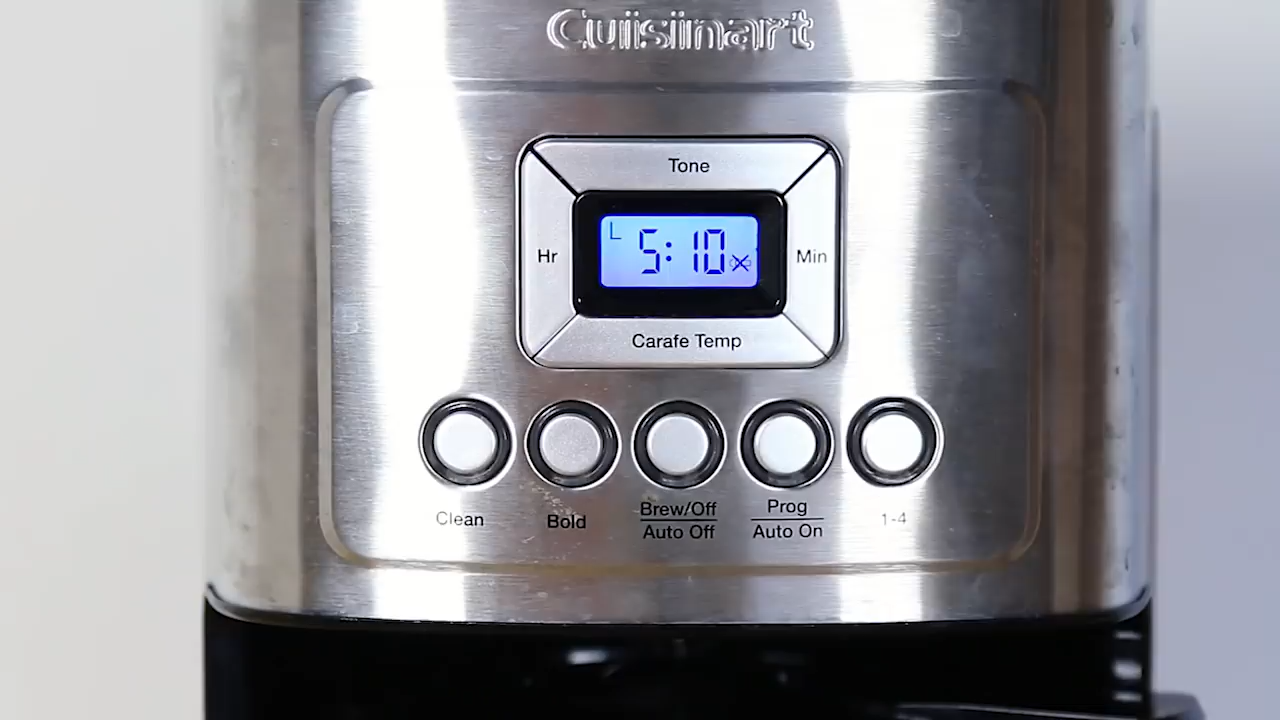 Cuisinart
Tone
L 5:10
Hr
Min
Carafe Temp
Clean
Bold
Brew/Off
Auto Off
Prog
Auto On
1-4